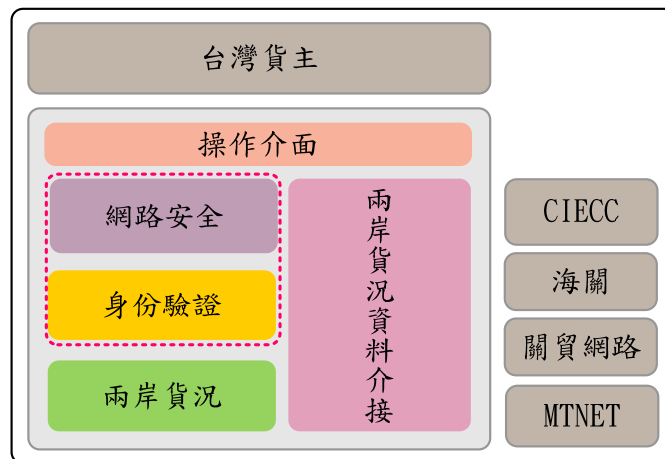 台灣貨主
操作介面
網路安全
身份驗證
兩岸貨況
兩岸貨況資料介接
CIECC
海關
關貿網路
MTNET